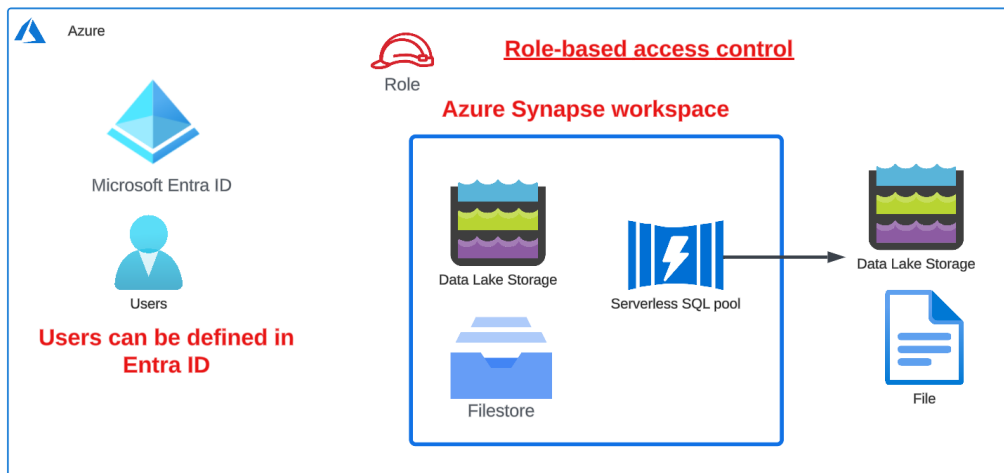 Azure
Role-based access control
Role
Azure Synapse workspace
Microsoft Entra ID
Data Lake Storage
Data Lake Storage
Users
Serverless SQL pool
Users can be defined in
Entra ID
Filestore
File